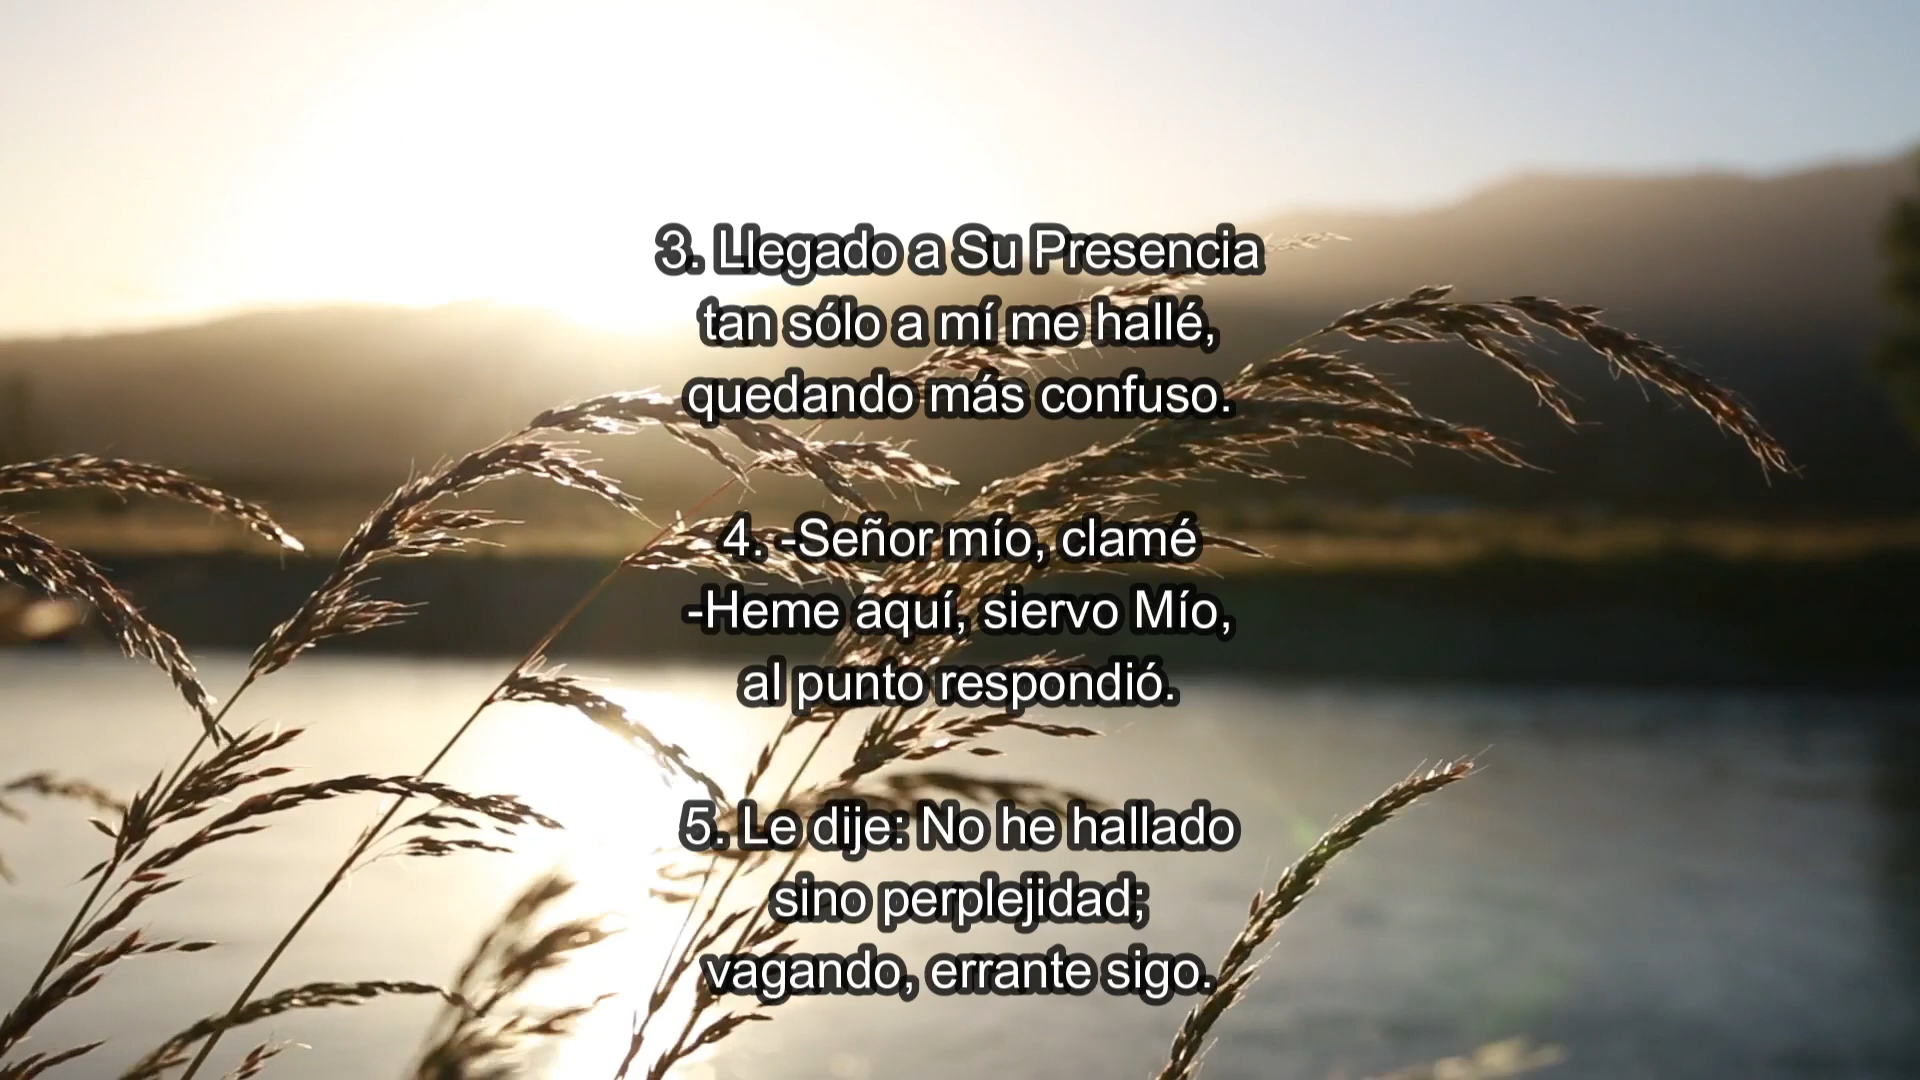 3. Llegado a Su Presencia
tan sólo a mí me hallé,
quedando más confuso.
4. -Señor mío, clamé
-Heme aquí, siervo Mío,
al punto respondió.
5. Le dije: No he hallado
sino perplejidad;
vagando, errante sigo.